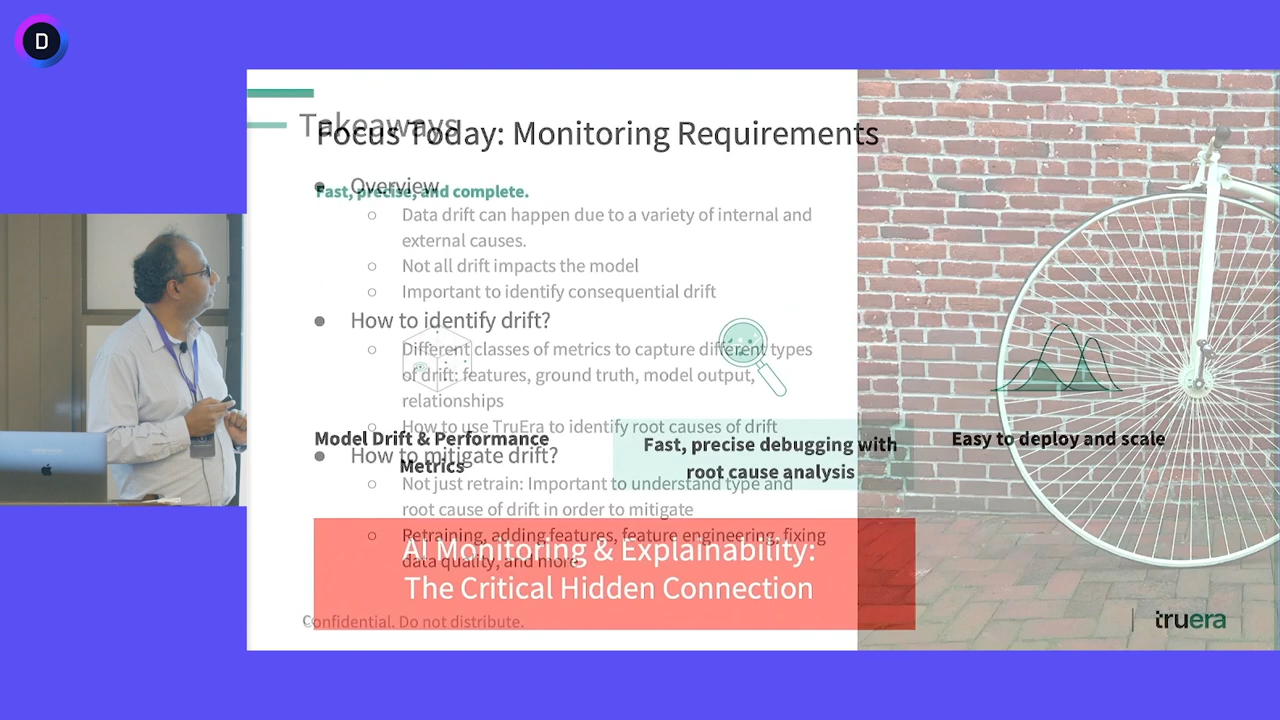 D
Takeaways
Focus Today: Monitoring Requirements
Overview
Fast, precise, and complete.
Data drift can happen due to a variety of internal and
external causes.
Not all drift impacts the model
Important to identify consequential drift
How to identify drift?
Different classes of metrics to capture different types
of drift: features, ground truth, model output,
relationships
How to use TruEra to identify root causes of drift
Model Drift & Performance
Metrics
Fast, precise debugging with
root cause analysis
Easy to deploy and scale
How to mitigate drift?
Not just retrain: Important to understand type and
root cause of drift in order to mitigate
Retraining, adding features, feature engineering, fixing
data quality, and more
AI Monitoring & Explainability:
The Critical Hidden Connection
Confidential. Do not distribute.
truera